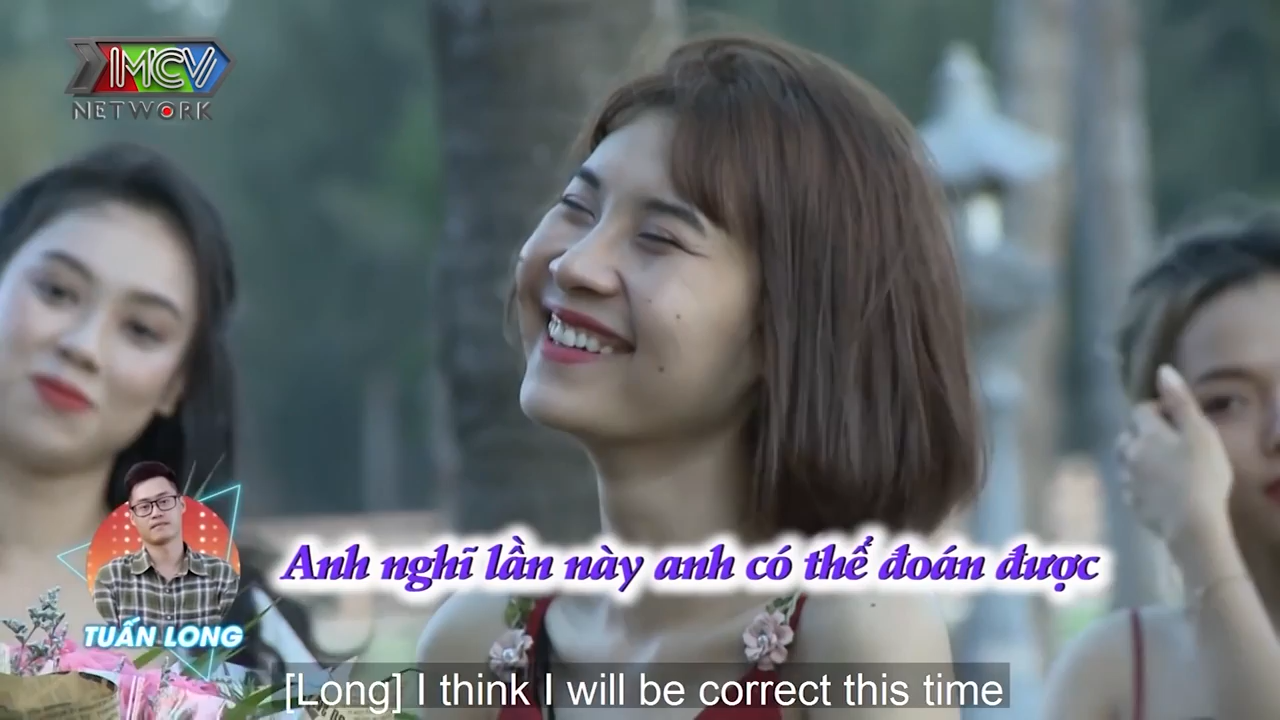 MCV
NETWORK
Anh nghĩ lần này anh có thể đoán được
TUẤN LONG
[Long] I think I will be correct this time